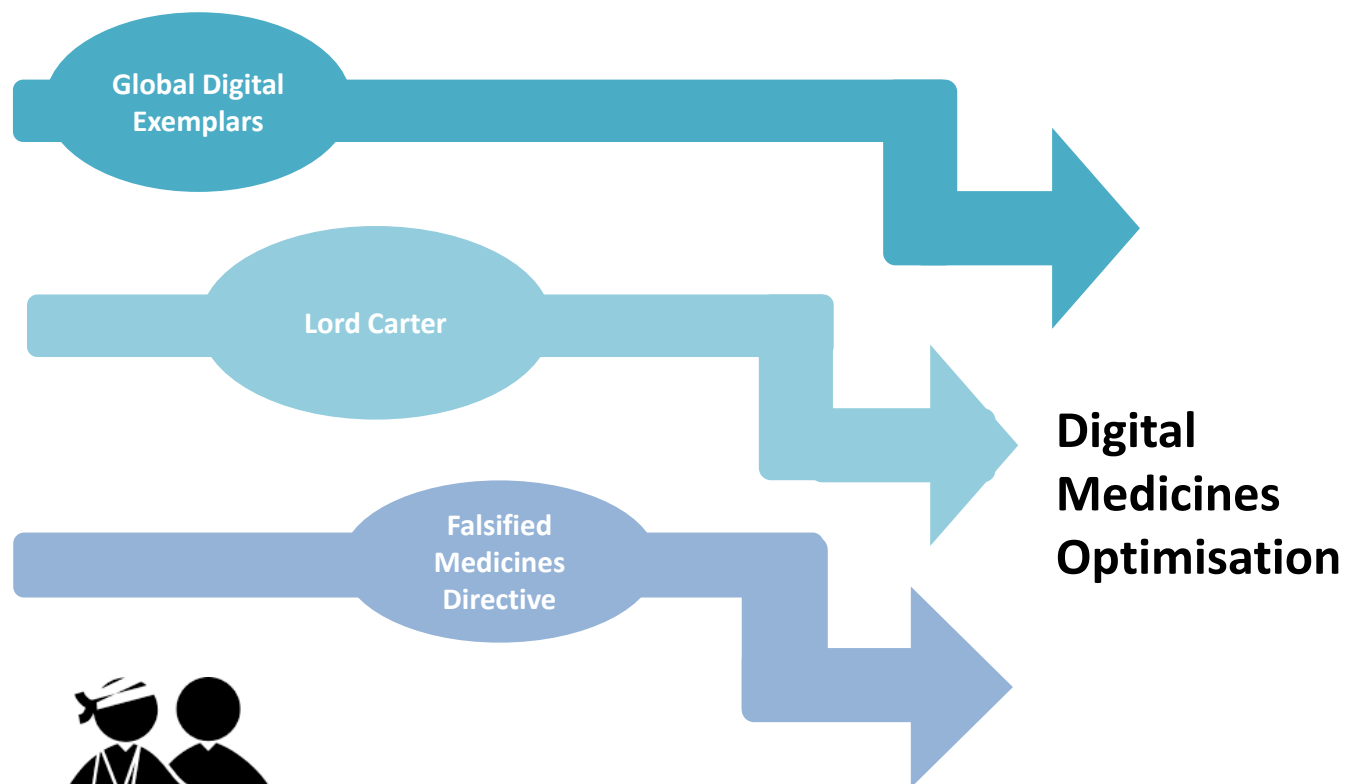 Global Digital
Exemplars
Lord Carter
Digital
Medicines
Optimisation
Falsified
Medicines
Directive